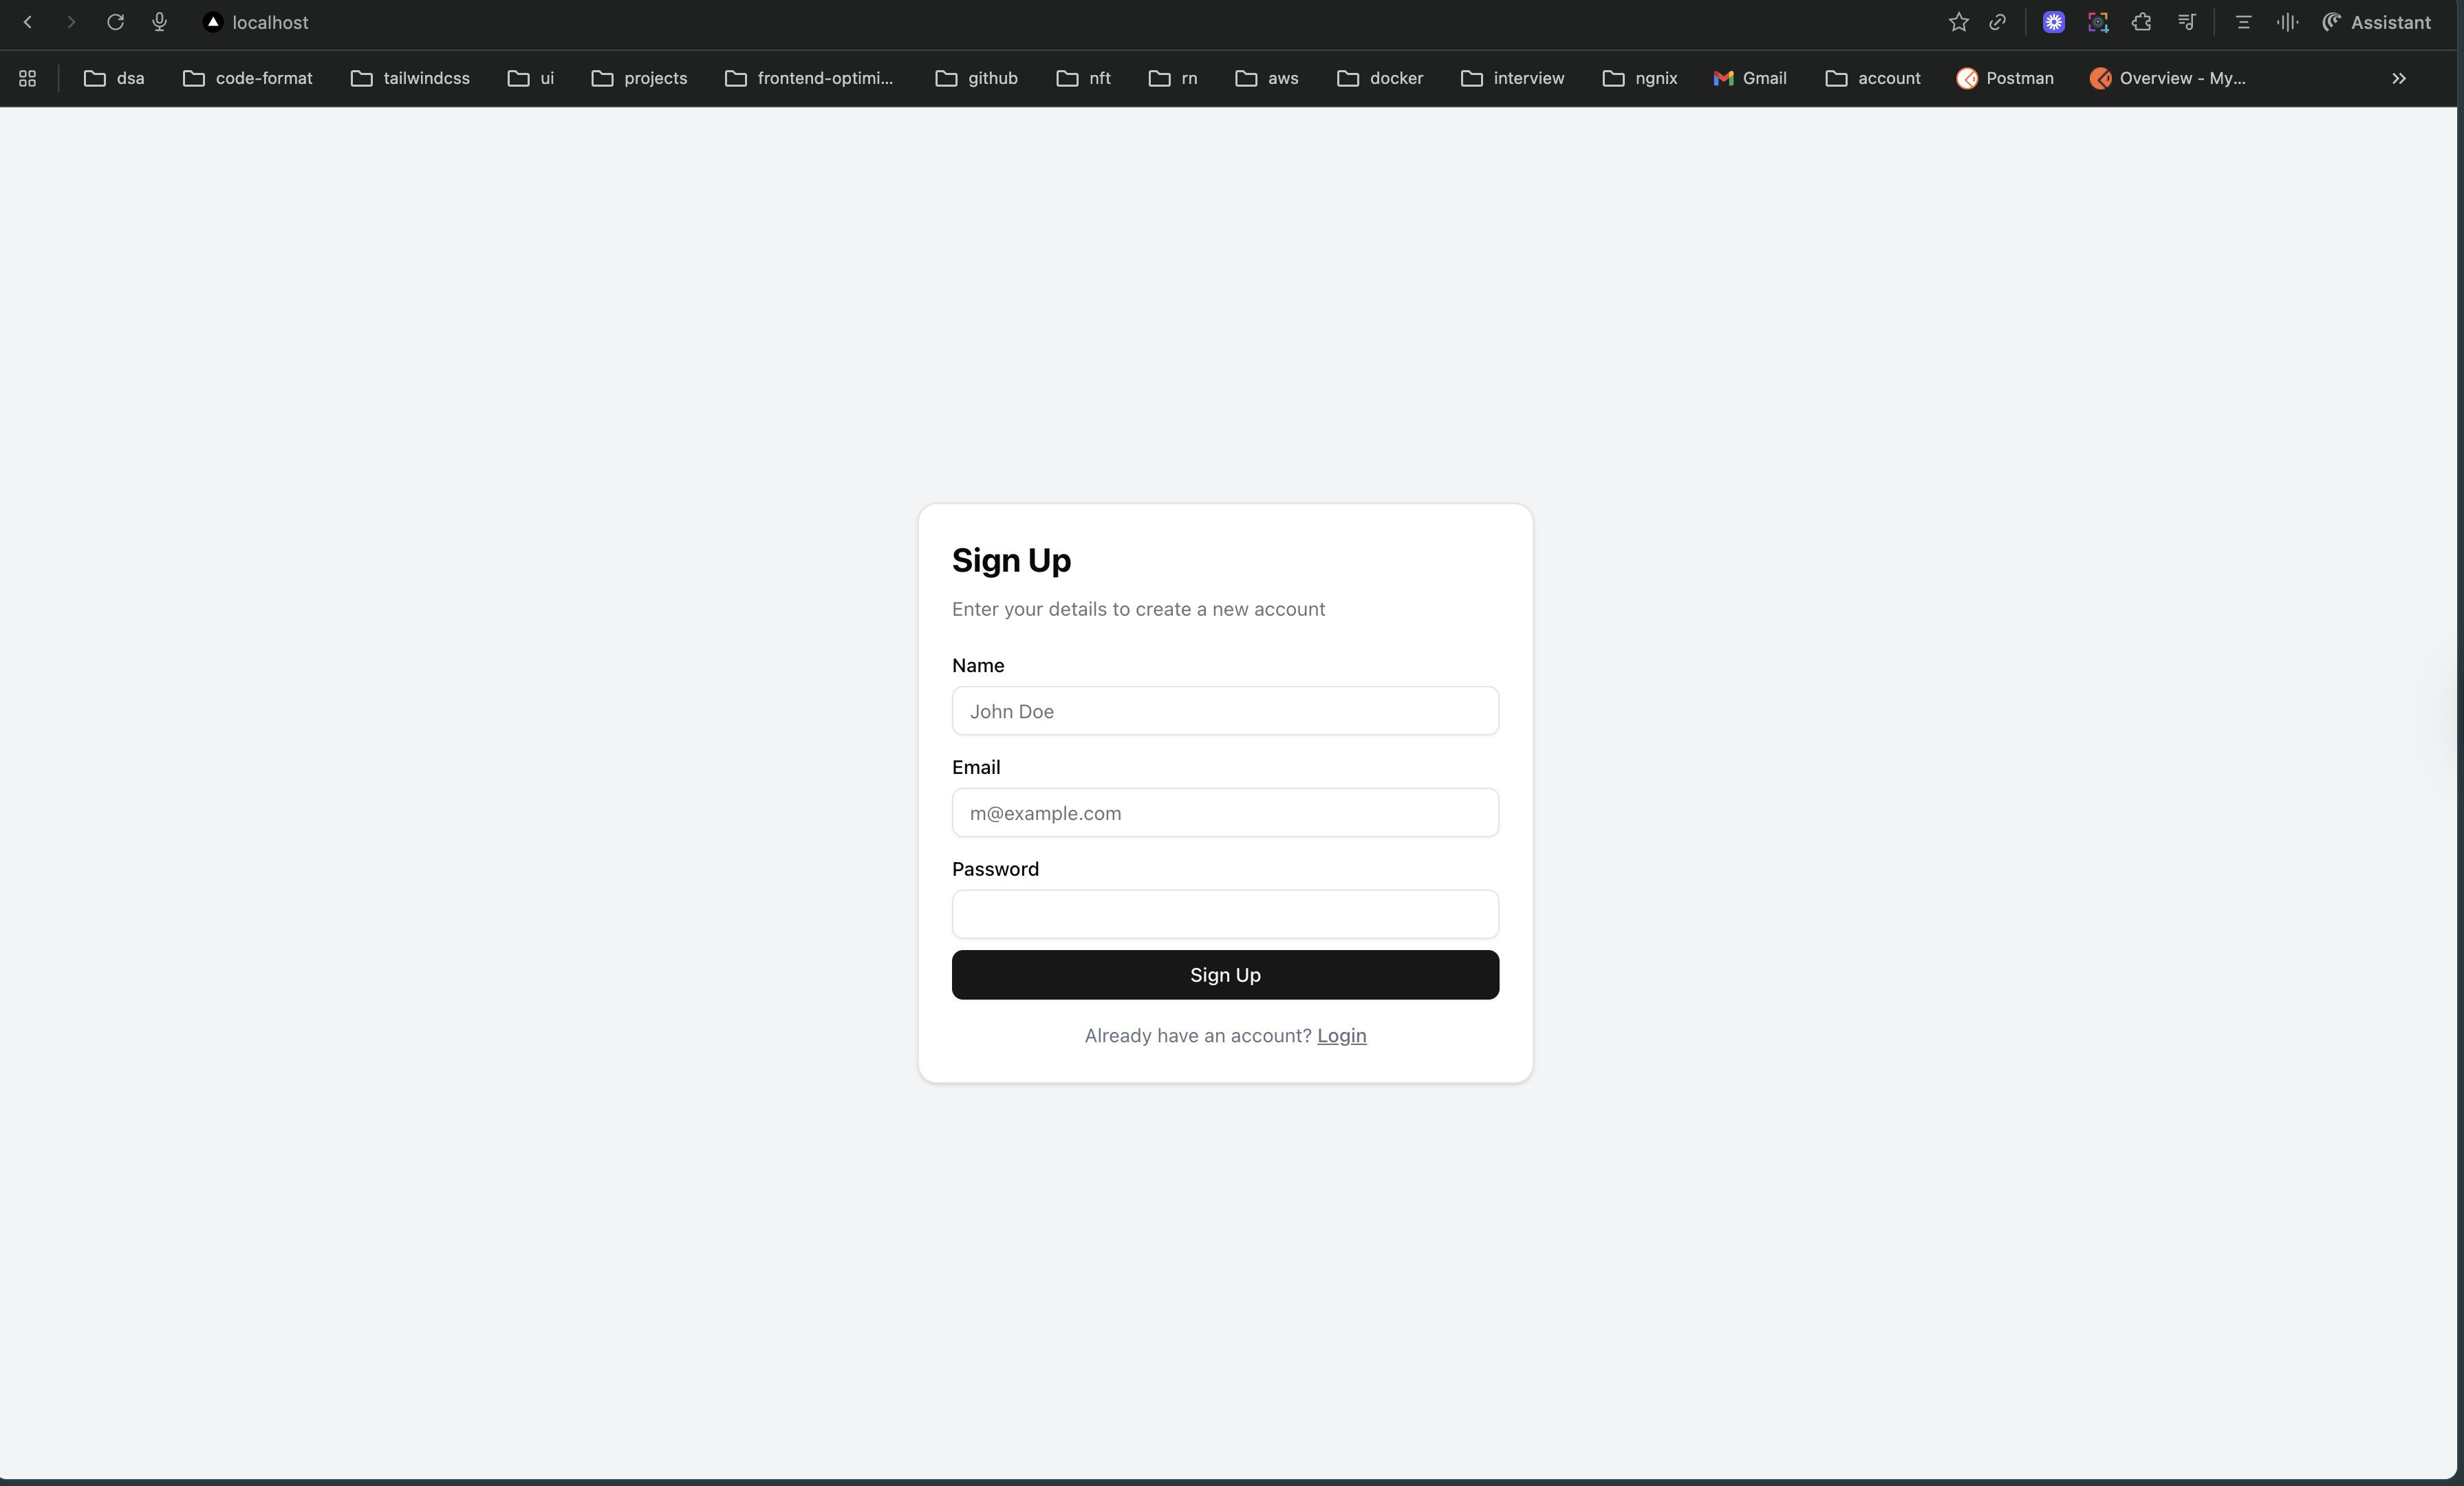 localhost
Assistant
dsa code-format tailwindcss ui projects frontend-optimi... github nft rn aws docker interview ngnix Gmail account Postman Overview - My...
Sign Up
Enter your details to create a new account
Name
John Doe
Email
m@example.com
Password
Sign Up
Already have an account? Login